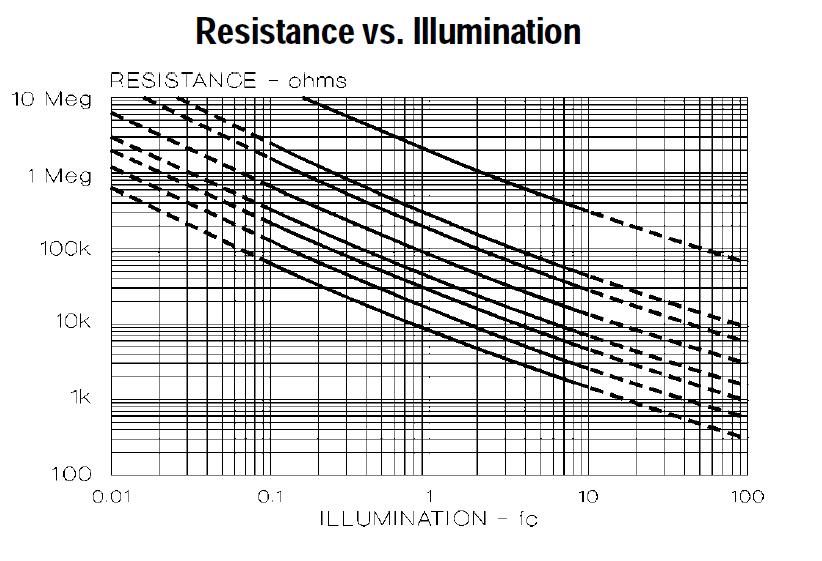 Resistance vs. Illumination
RESISTANCE - ohms
10 Meg
1 Meg
100k
10k
1k
100
0.01 0.1 1 10 100
ILLUMINATION - fc